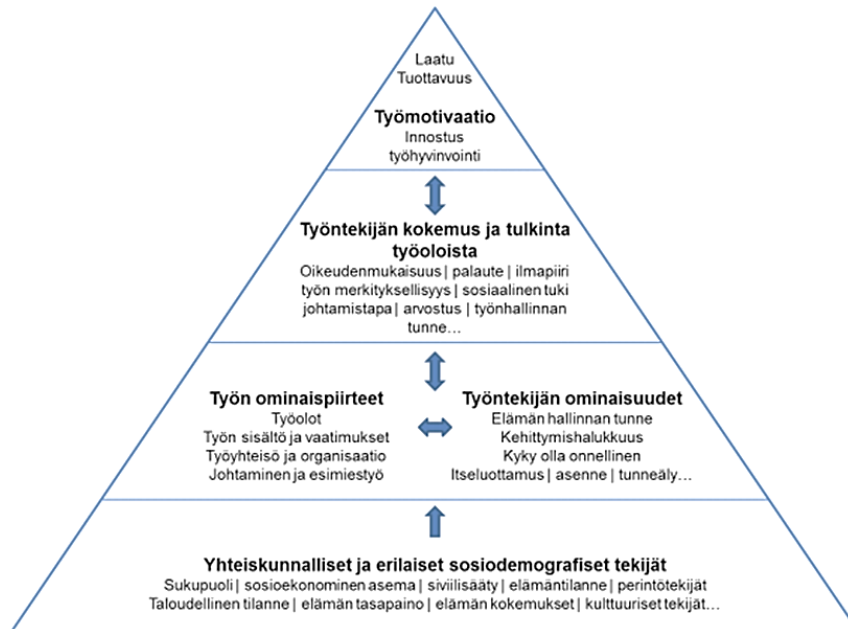 Laatu
Tuottavuus
Työmotivaatio
Innostus
työhyvinvointi
Työntekijän kokemus ja tulkinta
työoloista
Oikeudenmukaisuus | palaute | ilmapiiri
työn merkityksellisyys | sosiaalinen tuki
johtamistapa | arvostus | työnhallinnan
tunne…
Työn ominaispiirteet
Työolot
Työn sisältö ja vaatimukset
Työyhteisö ja organisaatio
Johtaminen ja esimiestyö
Työntekijän ominaisuudet
Elämän hallinnan tunne
Kehittymishalukkuus
Kyky olla onnellinen
Itseluottamus | asenne | tunneäly…
Yhteiskunnalliset ja erilaiset sosiodemografiset tekijät
Sukupuoli | sosioekonominen asema | siviilisääty | elämäntilanne | perintötekijät
Taloudellinen tilanne | elämän tasapaino | elämän kokemukset | kulttuuriset tekijät…